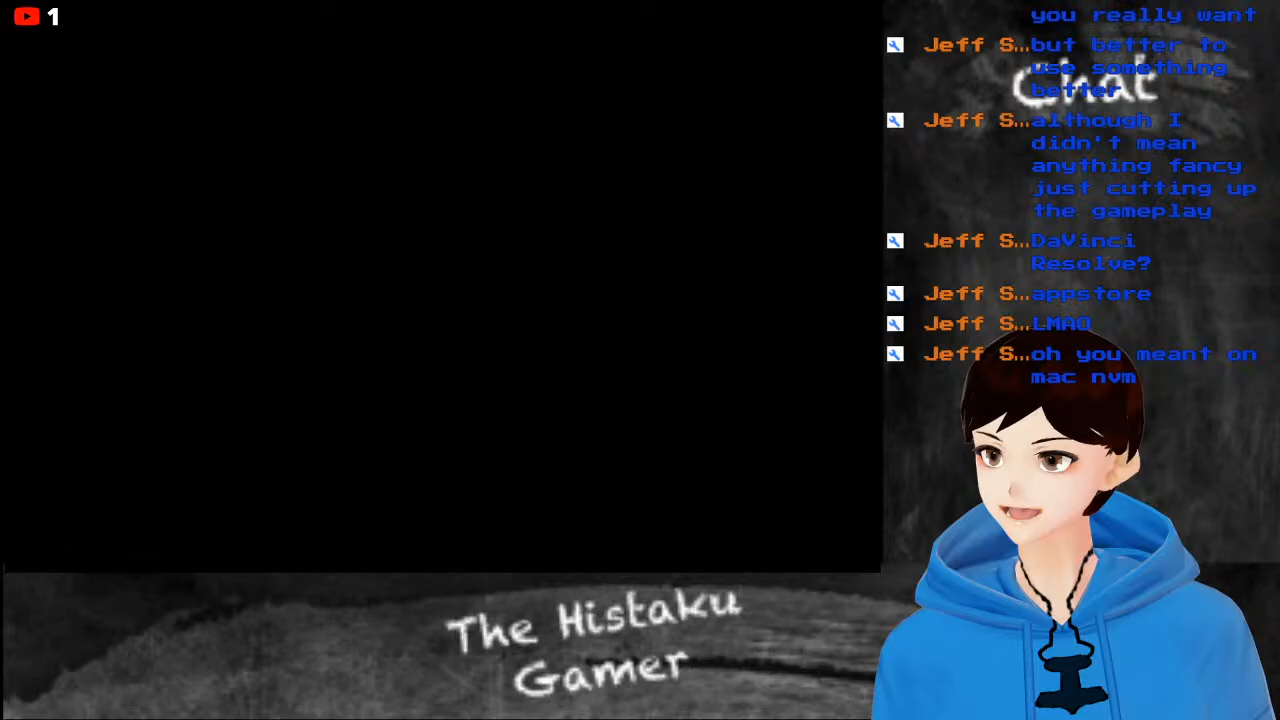 1
you really want
Jeff S...but better to
use something
better
Chat
Jeff S...although I
didn't mean
anything fancy
just cutting up
the gameplay
Jeff S...DaVinci
Resolve?
Jeff S...appstore
Jeff S...LMAO
Jeff S...oh you meant on
mac nvm
The Histaku
Gamer